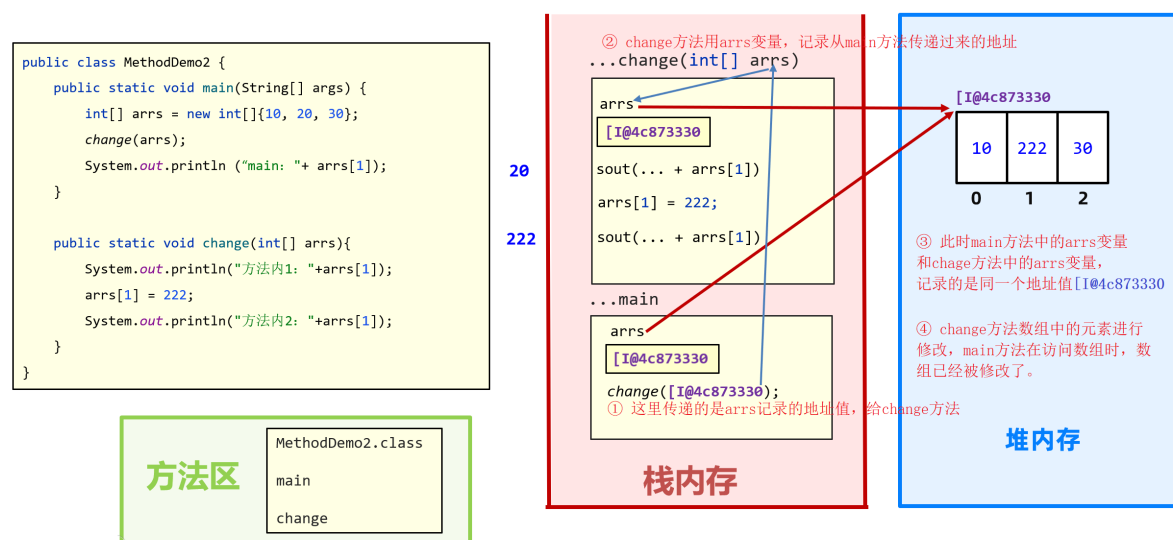 public class MethodDemo2 {
public static void main(String[] args) {
int[] arrs = new int[]{10, 20, 30};
change(arrs);
System.out.println (“main: "+ arrs[1]);
}
public static void change(int[] arrs){
System.out.println("方法内1: "+arrs[1]);
arrs[1] = 222;
System.out.println("方法内2: "+arrs[1]);
}
}
方法区
MethodDemo2.class
main
change
20
222
② change方法用arrs变量，记录从main方法传递过来的地址
...change(int[] arrs)
arrs
[I@4c873330
sout(... + arrs[1])
arrs[1] = 222;
sout(... + arrs[1])
...main
arrs
[I@4c873330
change([I@4c873330);
① 这里传递的是arrs记录的地址值，给change方法
栈内存
[I@4c873330
10 222 30
0 1 2
③ 此时main方法中的arrs变量
和chage方法中的arrs变量，
记录的是同一个地址值[I@4c873330
④ change方法数组中的元素进行
修改，main方法在访问数组时，数
组已经被修改了。
堆内存